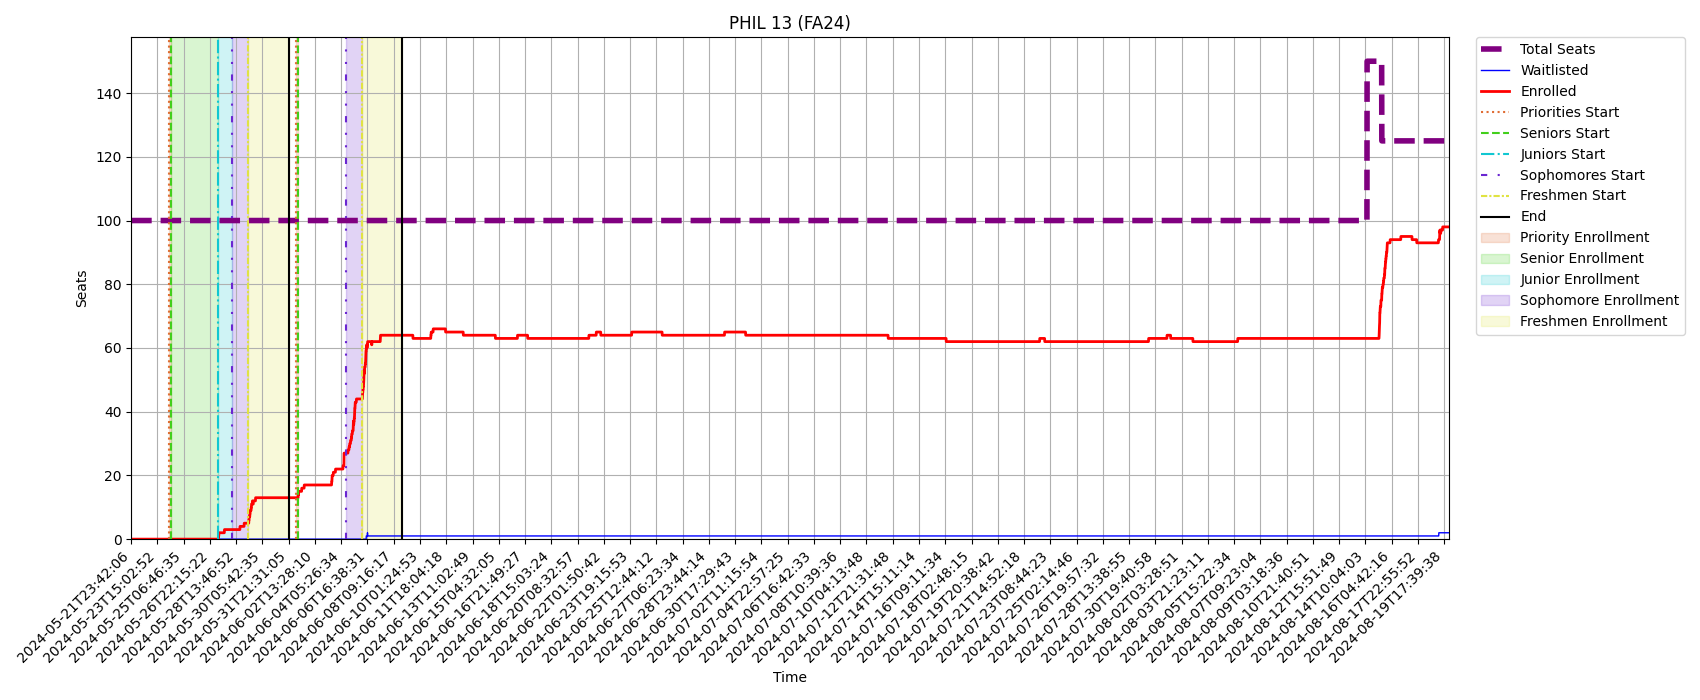 PHIL 13 (FA24)
Total Seats
Waitlisted
Enrolled
Priorities Start
Seniors Start
Juniors Start
Sophomores Start
Freshmen Start
End
Priority Enrollment
Senior Enrollment
Junior Enrollment
Sophomore Enrollment
Freshmen Enrollment
Seats
140
120
100
80
60
40
20
0
2024-05-21T23:42:06
2024-05-23T15:02:52
2024-05-25T06:46:35
2024-05-26T22:15:22
2024-05-28T13:46:52
2024-05-30T05:42:35
2024-05-31T21:31:05
2024-06-02T13:28:10
2024-06-04T05:26:34
2024-06-06T16:38:31
2024-06-08T09:16:17
2024-06-10T01:24:53
2024-06-11T18:04:18
2024-06-13T11:02:49
2024-06-15T04:32:05
2024-06-16T21:49:27
2024-06-18T15:03:24
2024-06-20T08:32:57
2024-06-22T01:50:42
2024-06-23T19:15:53
2024-06-25T12:44:12
2024-06-27T06:23:34
2024-06-28T23:44:14
2024-06-30T17:29:43
2024-07-02T11:15:54
2024-07-04T22:57:25
2024-07-06T16:42:33
2024-07-08T10:39:36
2024-07-10T04:13:48
2024-07-12T21:31:48
2024-07-14T15:11:14
2024-07-16T09:11:34
2024-07-18T02:48:15
2024-07-19T20:38:42
2024-07-21T14:52:18
2024-07-23T08:44:23
2024-07-25T02:14:46
2024-07-26T19:57:32
2024-07-28T13:38:55
2024-07-30T19:40:58
2024-08-02T03:28:51
2024-08-03T21:23:11
2024-08-05T15:22:34
2024-08-07T09:23:04
2024-08-09T03:18:36
2024-08-10T21:40:51
2024-08-12T15:51:49
2024-08-14T10:04:03
2024-08-16T04:42:16
2024-08-17T22:55:52
2024-08-19T17:39:38
Time